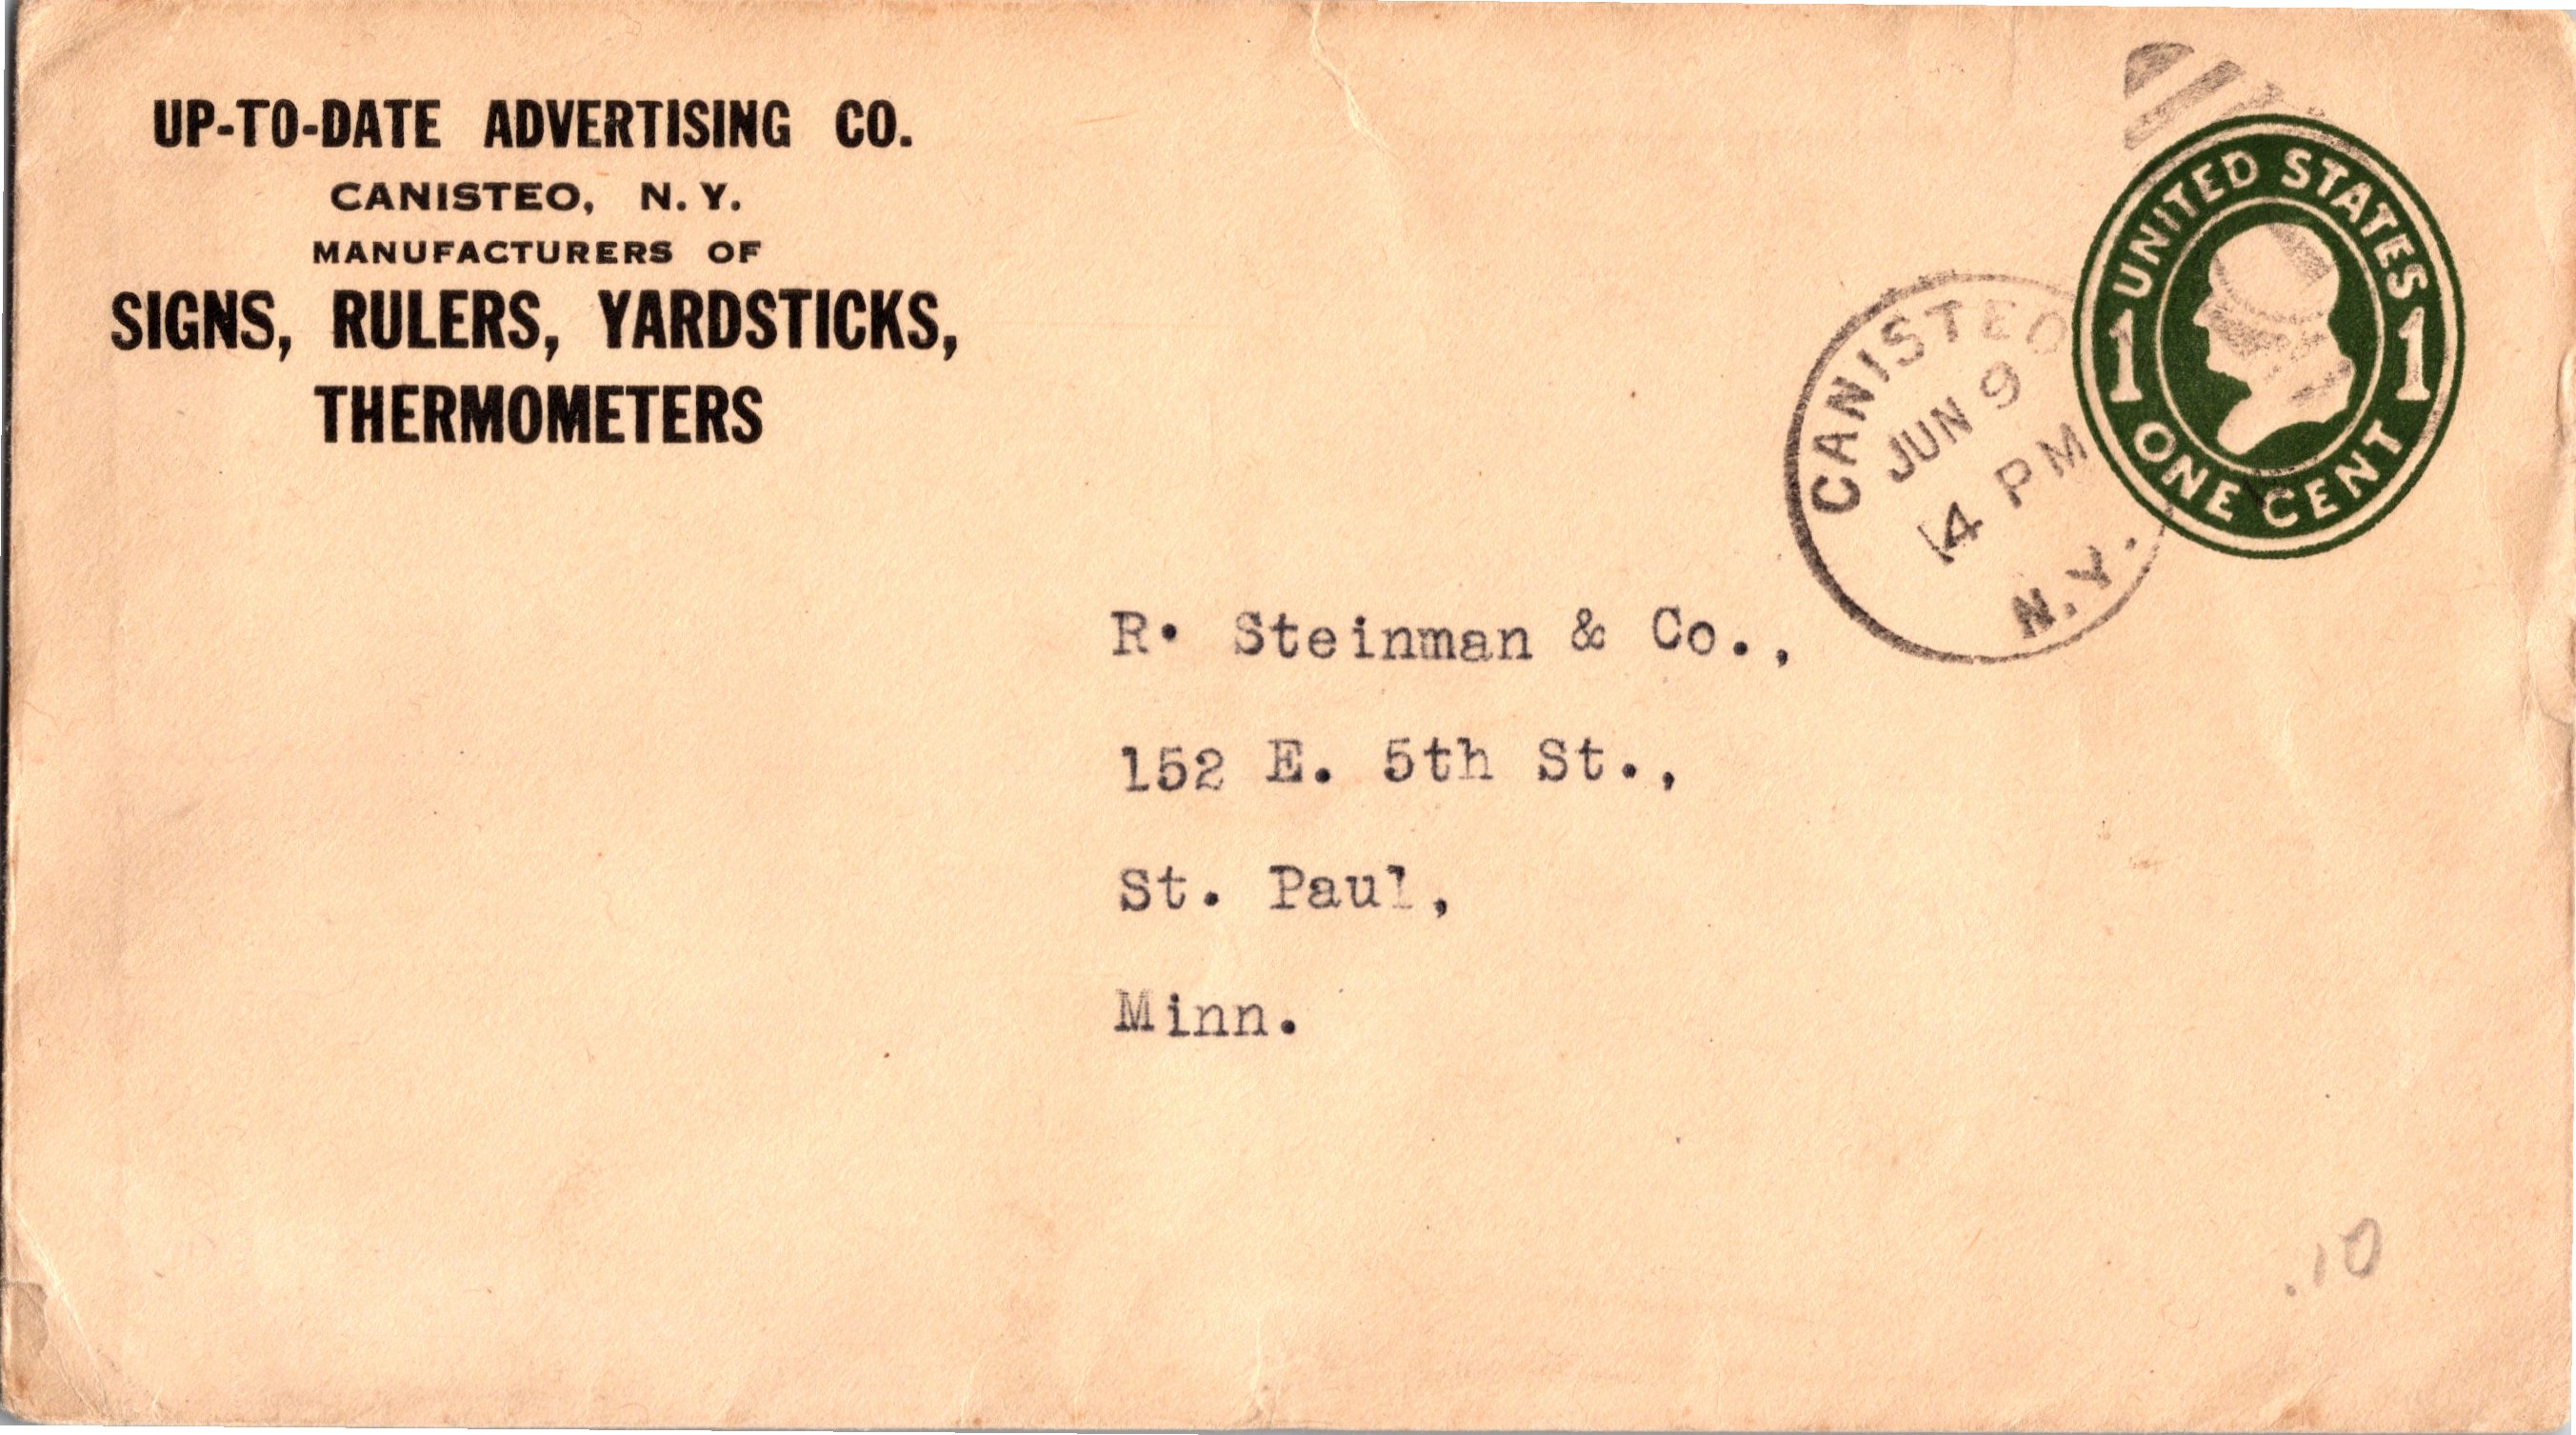 UP-TO-DATE ADVERTISING CO.
CANISTEO, N.Y.
MANUFACTURERS OF
SIGNS, RULERS, YARDSTICKS,
THERMOMETERS
UNITED STATES
1 1
ONE CENT
CANISTEO
JUN 9
4 PM
N.Y.
R. Steinman & Co.,
152 E. 5th St.,
St. Paul,
Minn.
.10